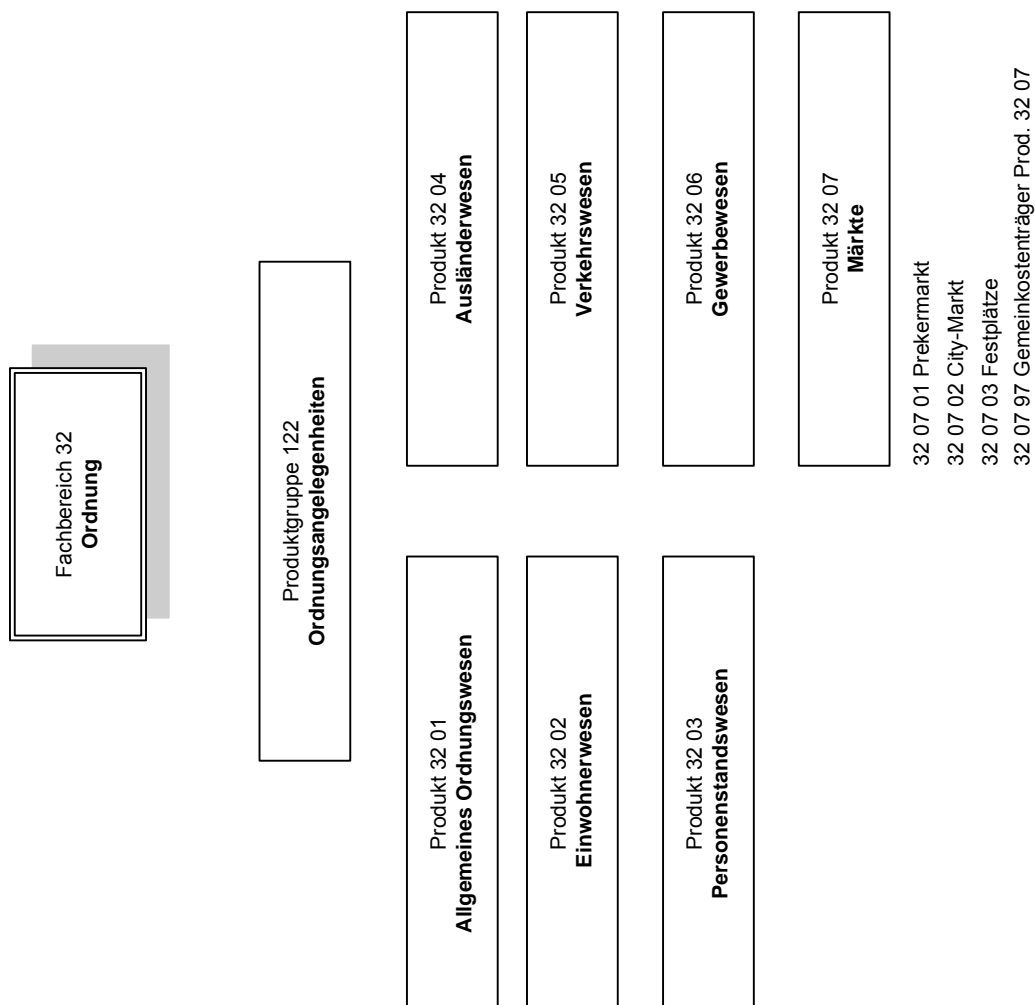 Fachbereich 32
Ordnung
Produktgruppe 122
Ordnungsangelegenheiten
Produkt 32 01
Allgemeines Ordnungswesen
Produkt 32 02
Einwohnerwesen
Produkt 32 03
Personenstandswesen
Produkt 32 04
Ausländerwesen
Produkt 32 05
Verkehrswesen
Produkt 32 06
Gewerbewesen
Produkt 32 07
Märkte
32 07 01 Prekermarkt
32 07 02 City-Markt
32 07 03 Festplätze
32 07 97 Gemeinkostenträger Prod. 32 07